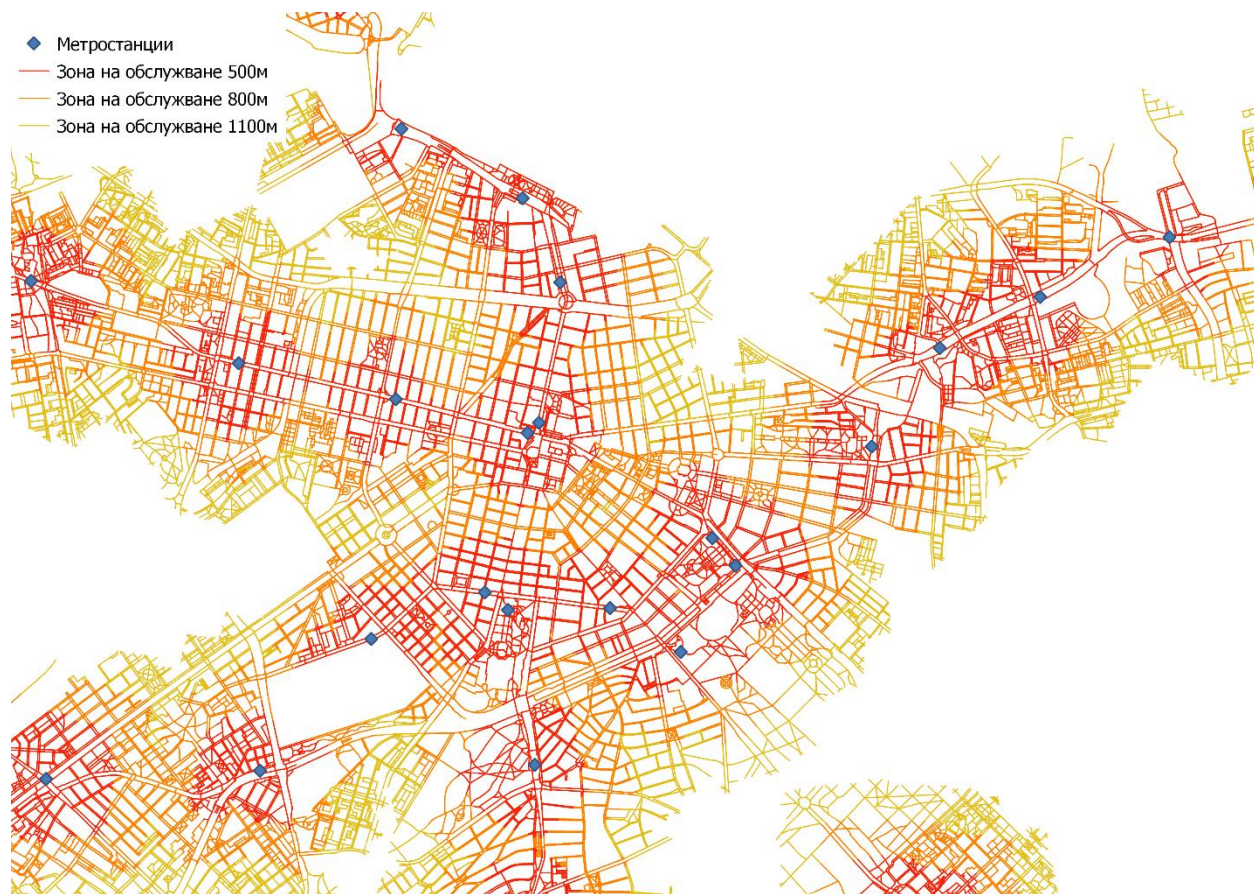 Метростанции
Зона на обслужване 500м
Зона на обслужване 800м
Зона на обслужване 1100м